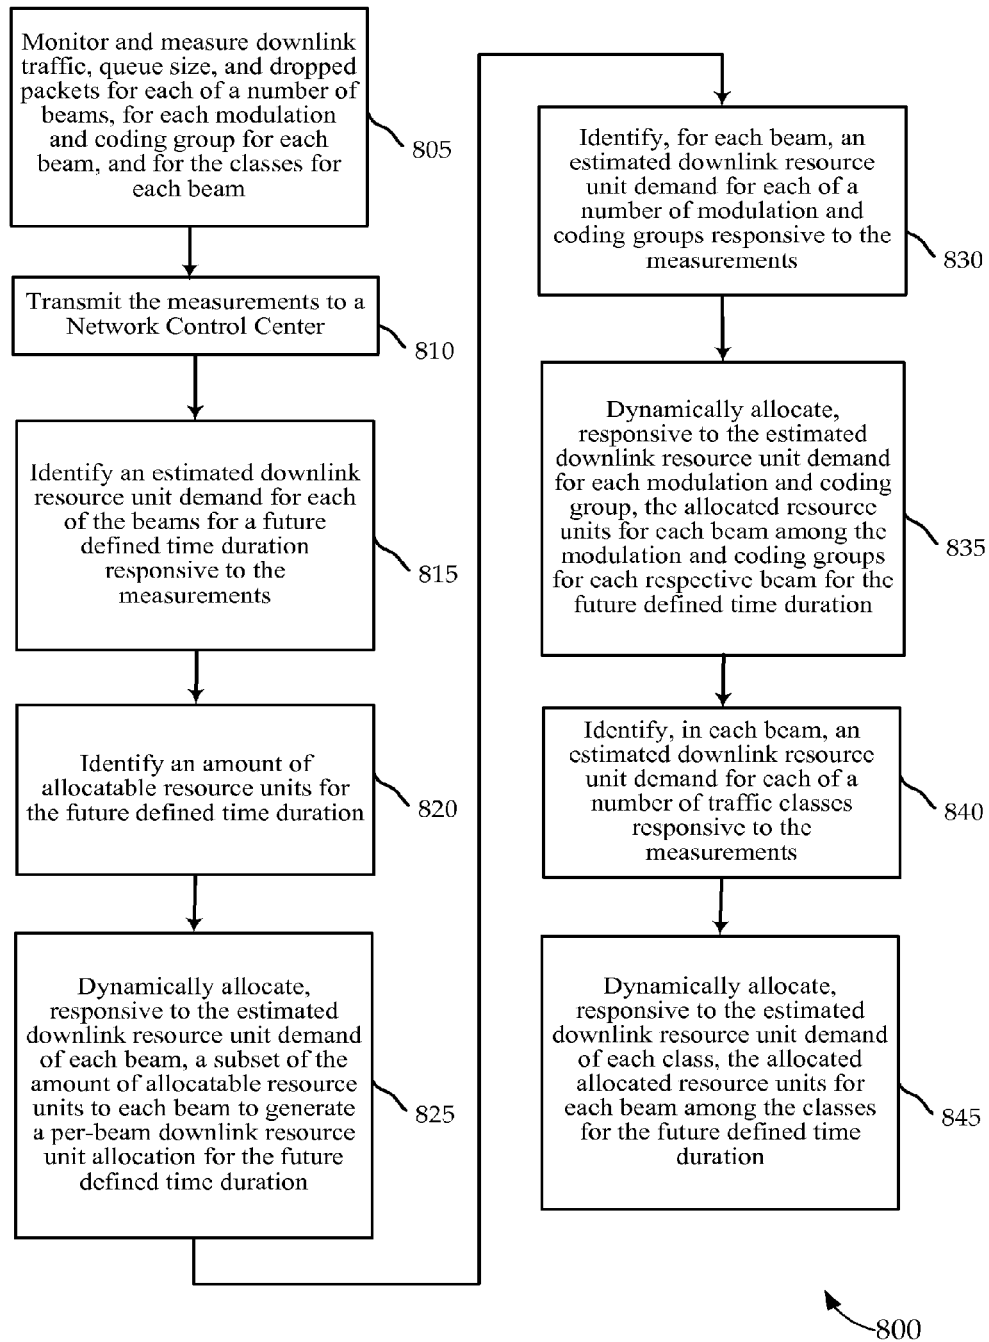 Monitor and measure downlink
traffic, queue size, and dropped
packets for each of a number of
beams, for each modulation
and coding group for each
beam, and for the classes for
each beam
805
Transmit the measurements to a
Network Control Center
810
Identify an estimated downlink
resource unit demand for each
of the beams for a future
defined time duration
responsive to the
measurements
815
Identify an amount of
allocatable resource units for
the future defined time duration
820
Dynamically allocate,
responsive to the estimated
downlink resource unit demand
of each beam, a subset of the
amount of allocatable resource
units to each beam to generate
a per-beam downlink resource
unit allocation for the future
defined time duration
825
Identify, for each beam, an
estimated downlink resource
unit demand for each of a
number of modulation and
coding groups responsive to the
measurements
830
Dynamically allocate,
responsive to the estimated
downlink resource unit demand
for each modulation and coding
group, the allocated resource
units for each beam among the
modulation and coding groups
for each respective beam for the
future defined time duration
835
Identify, in each beam, an
estimated downlink resource
unit demand for each of a
number of traffic classes
responsive to the
measurements
840
Dynamically allocate,
responsive to the estimated
downlink resource unit demand
of each class, the allocated
allocated resource units for
each beam among the classes
for the future defined time
duration
845
800